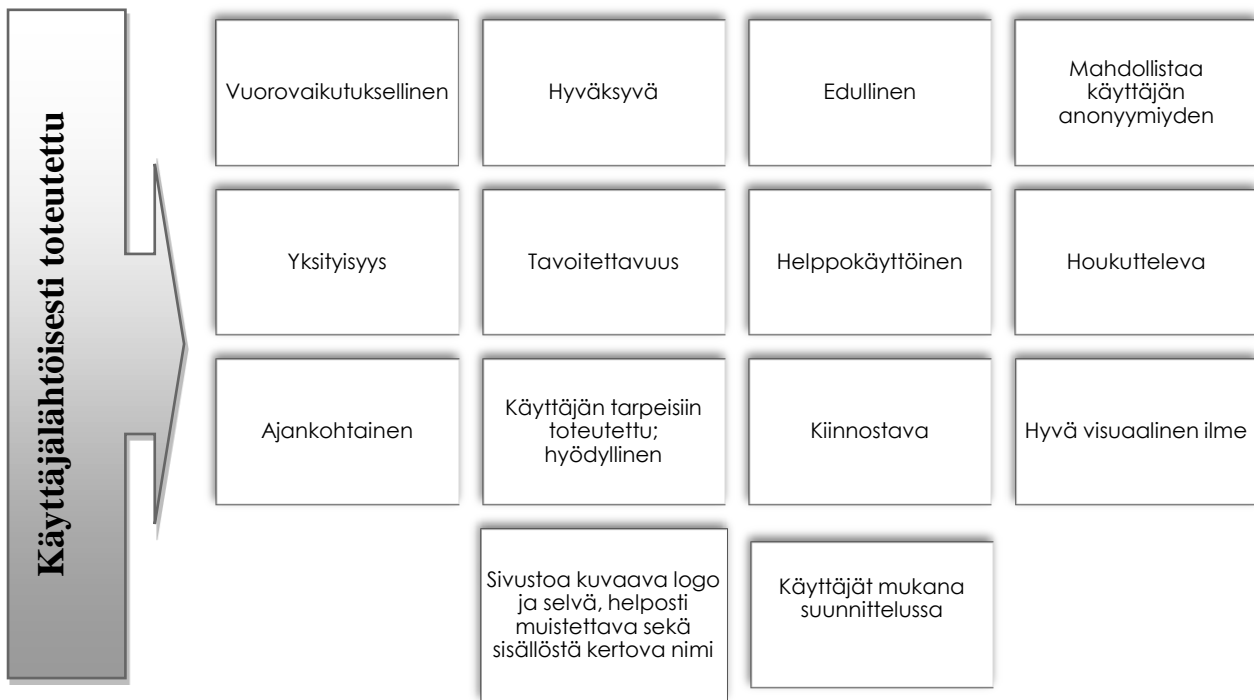 Käyttäjälähtöisesti toteutettu
Vuorovaikutuksellinen
Hyväksyvä
Edullinen
Mahdollistaa
käyttäjän
anonyymiyden
Yksityisyys
Tavoitettavuus
Helppokäyttöinen
Houkutteleva
Ajankohtainen
Käyttäjän tarpeisiin
toteutettu;
hyödyllinen
Kiinnostava
Hyvä visuaalinen ilme
Sivustoa kuvaava logo
ja selvä, helposti
muistettava sekä
sisällöstä kertova nimi
Käyttäjät mukana
suunnittelussa